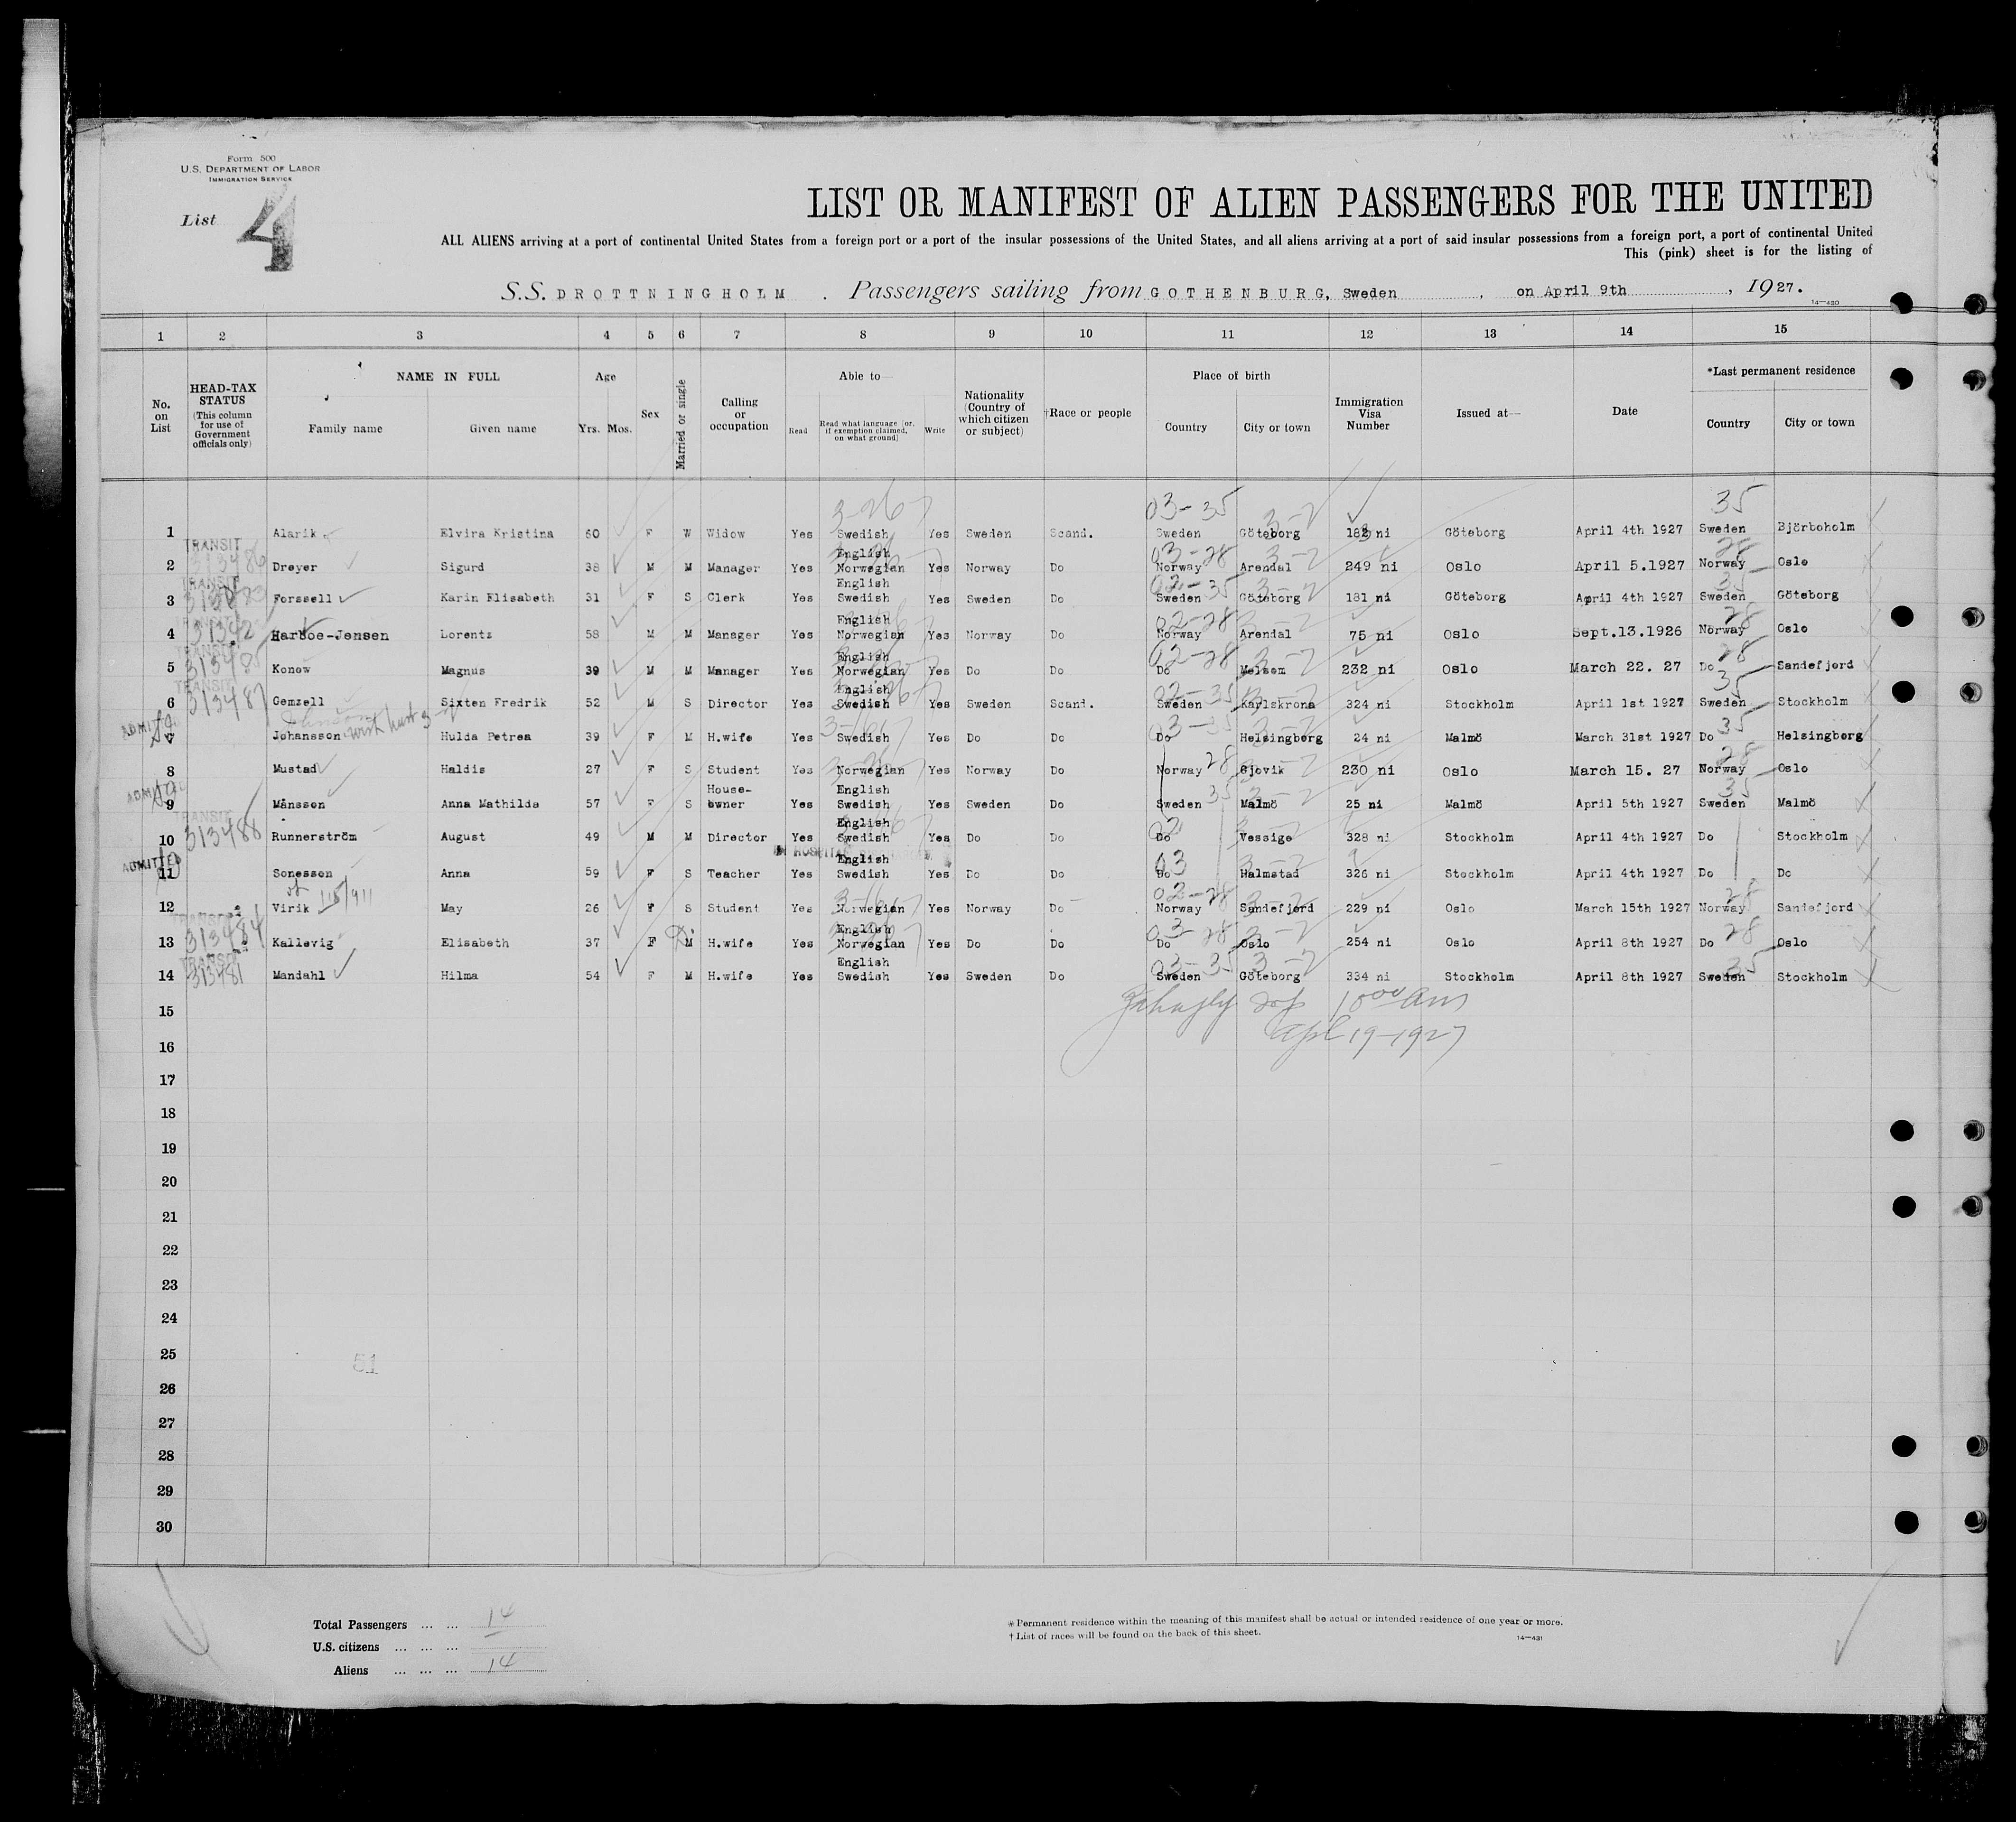 Form 500
U.S. DEPARTMENT OF LABOR
IMMIGRATION SERVICE
List 4
LIST OR MANIFEST OF ALIEN PASSENGERS FOR THE UNITED
ALL ALIENS arriving at a port of continental United States from a foreign port or a port of the insular possessions of the United States, and all aliens arriving at a port of said insular possessions from a foreign port, a port of continental United
This (pink) sheet is for the listing of
S.S. DROTTNINGHOLM. Passengers sailing from GOTHENBURG, Sweden, on April 9th, 1927.
14—430
1 2 3 4 5 6 7 8 9 10 11 12 13 14 15
No. on List
HEAD-TAX STATUS (This column for use of Government officials only)
NAME IN FULL
Family name Given name
Age
Yrs. Mos.
Sex
Married or single
Calling or occupation
Able to—
Read
Read what language (or, if exemption claimed, on what ground)
Write
Nationality (Country of which citizen or subject)
†Race or people
Place of birth
Country City or town
Immigration Visa Number
Issued at—
Date
*Last permanent residence
Country City or town
3-26 03-35 3-2 35
1 Alarik Elvira Kristina 60 F W Widow Yes Swedish Yes Sweden Scand. Sweden Göteborg 183 ni Göteborg April 4th 1927 Sweden Björboholm
TRANSIT 313486 2 Dreyer Sigurd 38 M M Manager Yes English Norwegian Yes Norway Do Norway Arendal 249 ni Oslo April 5.1927 Norway Oslo
TRANSIT 3 Forssell Karin Elisabeth 31 F S Clerk Yes English Swedish Yes Sweden Do Sweden Göteborg 181 ni Göteborg April 4th 1927 Sweden Göteborg
4 Harboe-Jensen Lorentz 58 M M Manager Yes English Norwegian Yes Norway Do Norway Arendal 75 ni Oslo Sept.13.1926 Norway Oslo
TRANSIT 313485 5 Konow Magnus 39 M M Manager Yes English Norwegian Yes Do Do Do Melsom 232 ni Oslo March 22. 27 Do Sandefjord
TRANSIT 313487 6 Gemzell Sixten Fredrik 52 M S Director Yes English Swedish Yes Sweden Scand. Sweden Karlskrona 324 ni Stockholm April 1st 1927 Sweden Stockholm
ADMITTED 7 Johansson Hulda Petrea 39 F M H.wife Yes Swedish Yes Do Do Do Helsingborg 24 ni Malmö March 31st 1927 Do Helsingborg
8 Mustad Haldis 27 F S Student Yes Norwegian Yes Norway Do Norway Gjovik 230 ni Oslo March 15. 27 Norway Oslo
ADMITTED 9 Månsson Anna Mathilda 57 F S House-owner Yes English Swedish Yes Sweden Do Sweden Malmö 25 ni Malmö April 5th 1927 Sweden Malmö
TRANSIT 313488 10 Runnerström August 49 M M Director Yes English Swedish Yes Do Do Do Vessige 328 ni Stockholm April 4th 1927 Do Stockholm
ADMITTED 11 Sonesson Anna 59 F S Teacher Yes English Swedish Yes Do Do Do Halmstad 326 ni Stockholm April 4th 1927 Do Do
12 Virik May 26 F S Student Yes Norwegian Yes Norway Do Norway Sandefjord 229 ni Oslo March 15th 1927 Norway Sandefjord
TRANSIT 313484 13 Kallevig Elisabeth 37 F M H.wife Yes English Norwegian Yes Do Do Do Oslo 254 ni Oslo April 8th 1927 Do Oslo
TRANSIT 313481 14 Mandahl Hilma 54 F M H.wife Yes English Swedish Yes Sweden Do Sweden Göteborg 334 ni Stockholm April 8th 1927 Sweden Stockholm
15
16
17
18
19
20
21
22
23
24
25
26
27
28
29
30
51
Total Passengers ... ... 14
U.S. citizens ... ... ...
Aliens ... ... ... 14
* Permanent residence within the meaning of this manifest shall be actual or intended residence of one year or more.
† List of races will be found on the back of this sheet.
14—431